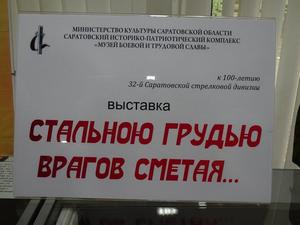 МИНИСТЕРСТВО КУЛЬТУРЫ САРАТОВСКОЙ ОБЛАСТИ
САРАТОВСКИЙ ИСТОРИКО-ПАТРИОТИЧЕСКИЙ КОМПЛЕКС
«МУЗЕЙ БОЕВОЙ И ТРУДОВОЙ СЛАВЫ»
к 100-летию
32-й Саратовской стрелковой дивизии
выставка
СТАЛЬНОЮ ГРУДЬЮ
ВРАГОВ СМЕТАЯ...